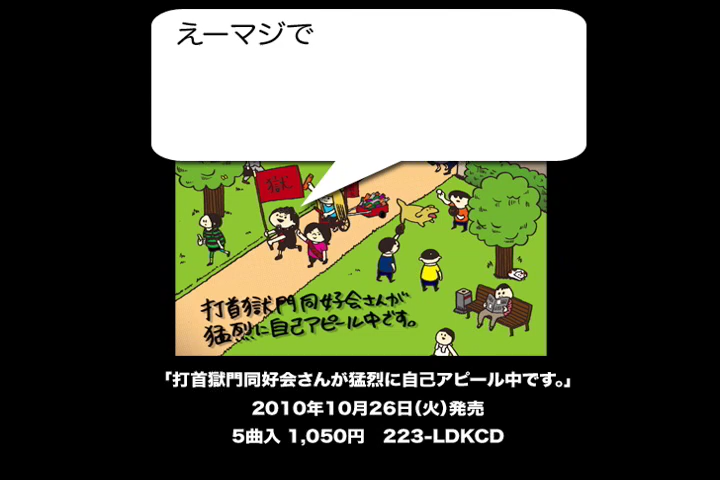 えーマジで
獄
打首獄門同好会さんが
猛烈に自己アピール中です。
「打首獄門同好会さんが猛烈に自己アピール中です。」
2010年10月26日(火)発売
5曲入 1,050円　223-LDKCD